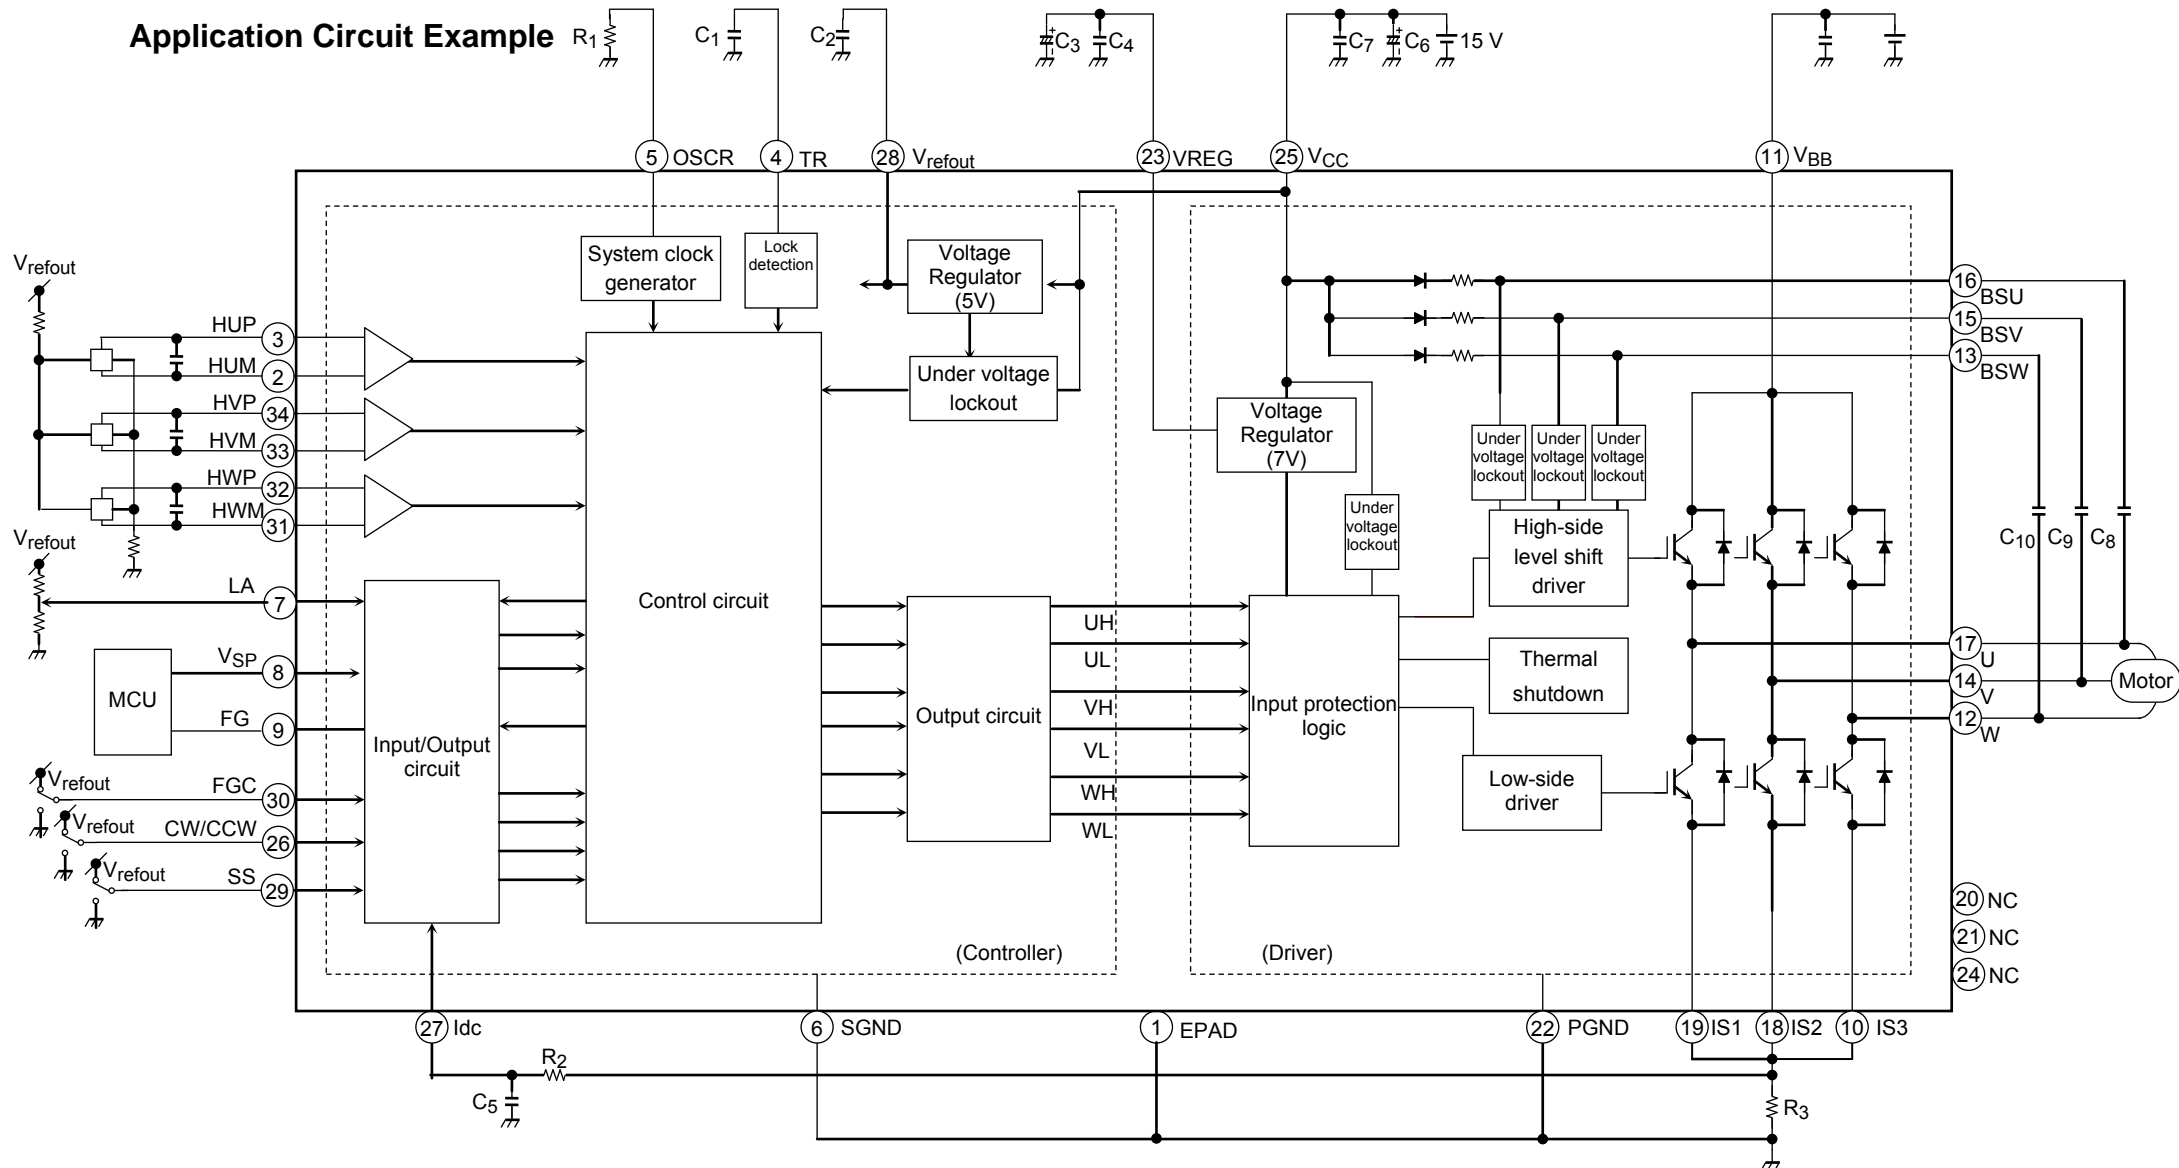 Application Circuit Example
R1
C1
C2
C3
C4
C7
C6
15 V
5 OSCR
4 TR
28 Vrefout
23 VREG
25 VCC
11 VBB
System clock
generator
Lock
detection
Voltage
Regulator
(5V)
Under voltage
lockout
Vrefout
HUP 3
HUM 2
HVP 34
HVM 33
HWP 32
HWM 31
Vrefout
LA 7
MCU
VSP 8
FG 9
Vrefout FGC 30
Vrefout CW/CCW 26
Vrefout SS 29
Input/Output
circuit
Control circuit
Output circuit
UH
UL
VH
VL
WH
WL
(Controller)
(Driver)
Voltage
Regulator
(7V)
Under
voltage
lockout
Under
voltage
lockout
Under
voltage
lockout
Under
voltage
lockout
High-side
level shift
driver
Input protection
logic
Thermal
shutdown
Low-side
driver
16
BSU
15
BSV
13
BSW
C10
C9
C8
17
U
14
V
12
W
Motor
20 NC
21 NC
24 NC
27 Idc
6 SGND
1 EPAD
22 PGND
19 IS1
18 IS2
10 IS3
R2
C5
R3